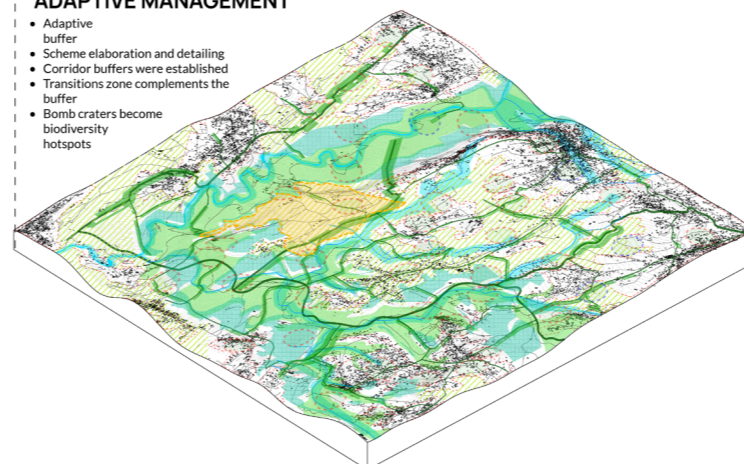 ADAPTIVE MANAGEMENT
• Adaptive
buffer
• Scheme elaboration and detailing
• Corridor buffers were established
• Transitions zone complements the
buffer
• Bomb craters become
biodiversity
hotspots